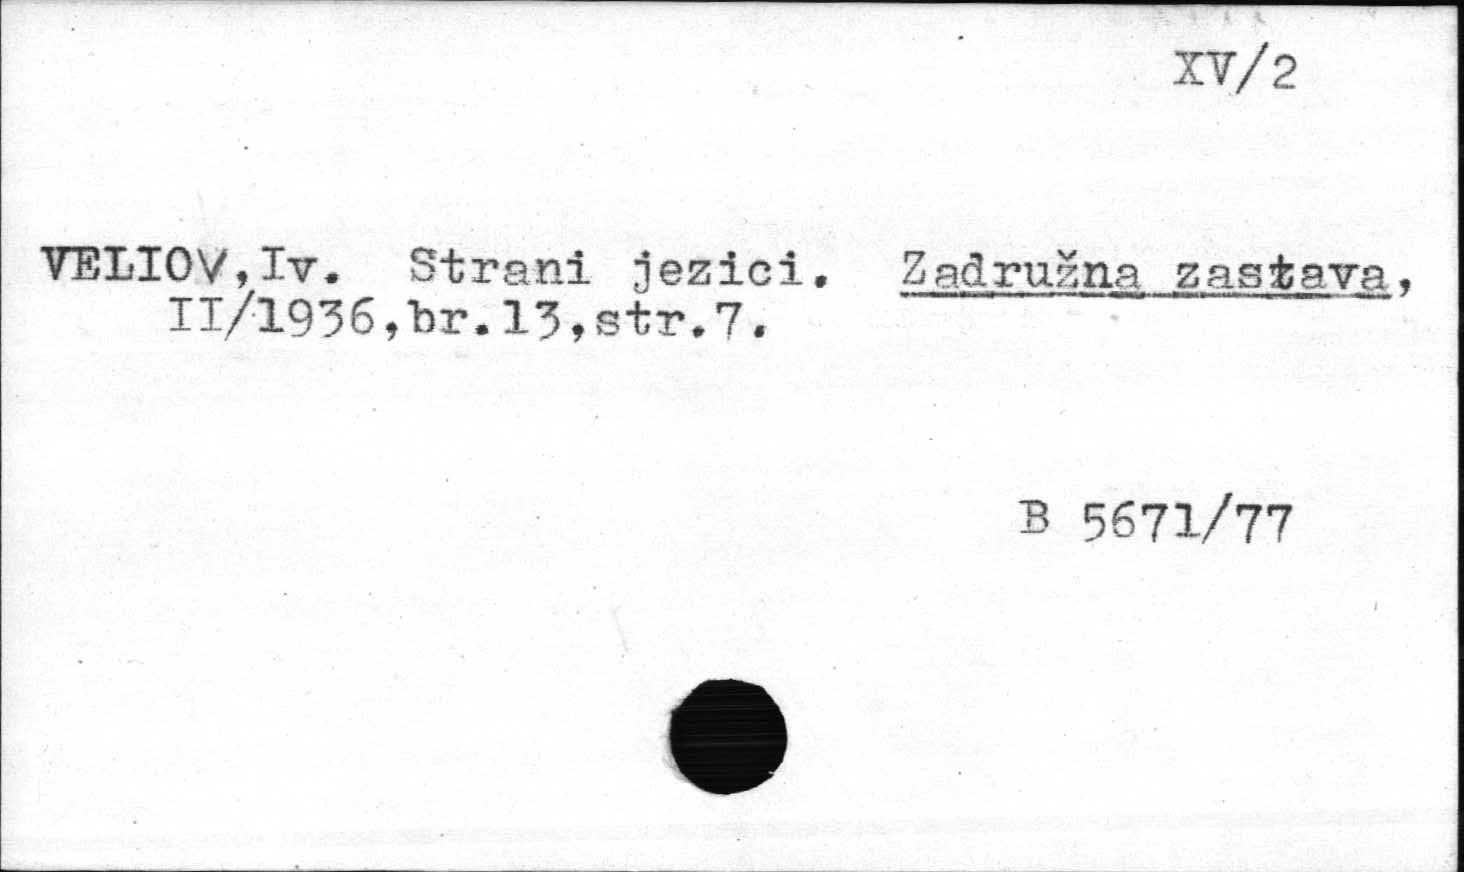 XV/2
VELIOV,Iv. Strani jezici. Zadružna zastava,
II/1936,br.13,str.7.
B 5671/77